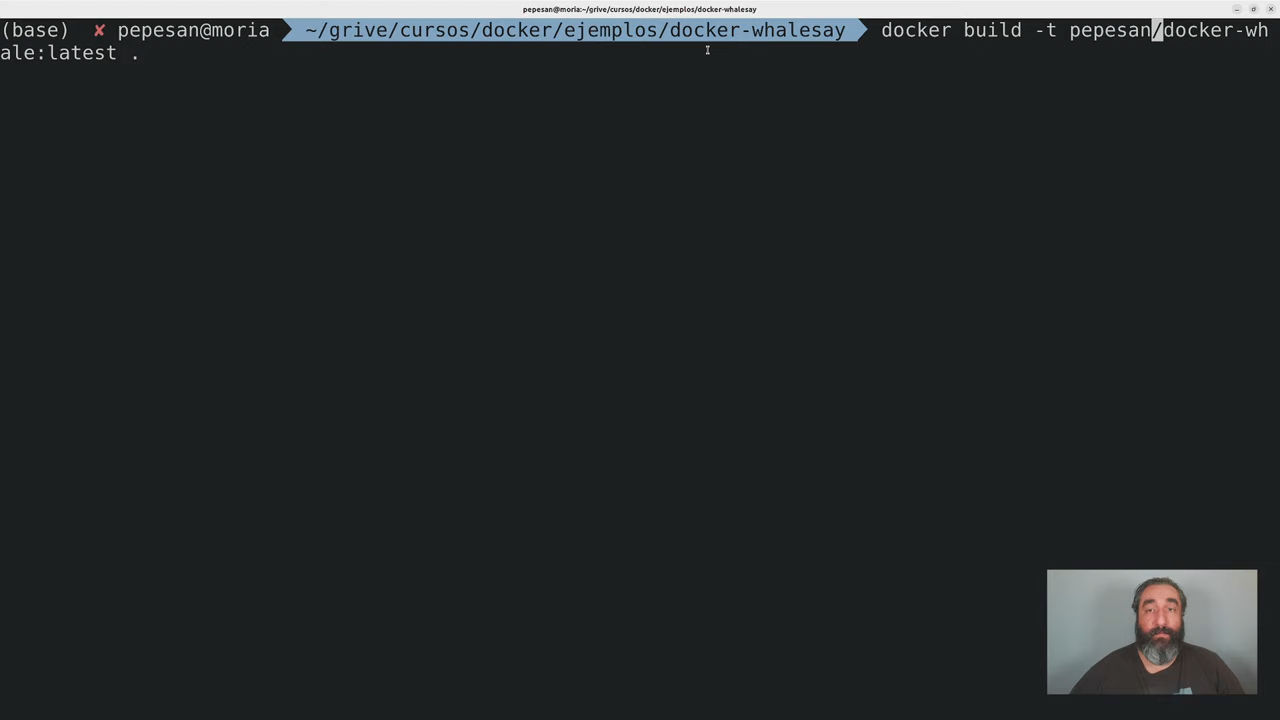 pepesan@moria:~/grive/cursos/docker/ejemplos/docker-whalesay
(base) ✘ pepesan@moria ~/grive/cursos/docker/ejemplos/docker-whalesay docker build -t pepesan/docker-wh
ale:latest .